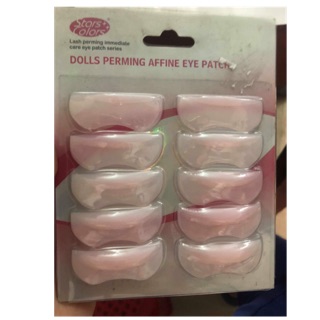 Stars
Colors
Lash perming immediate
care eye patch series
DOLLS PERMING AFFINE EYE PATCH